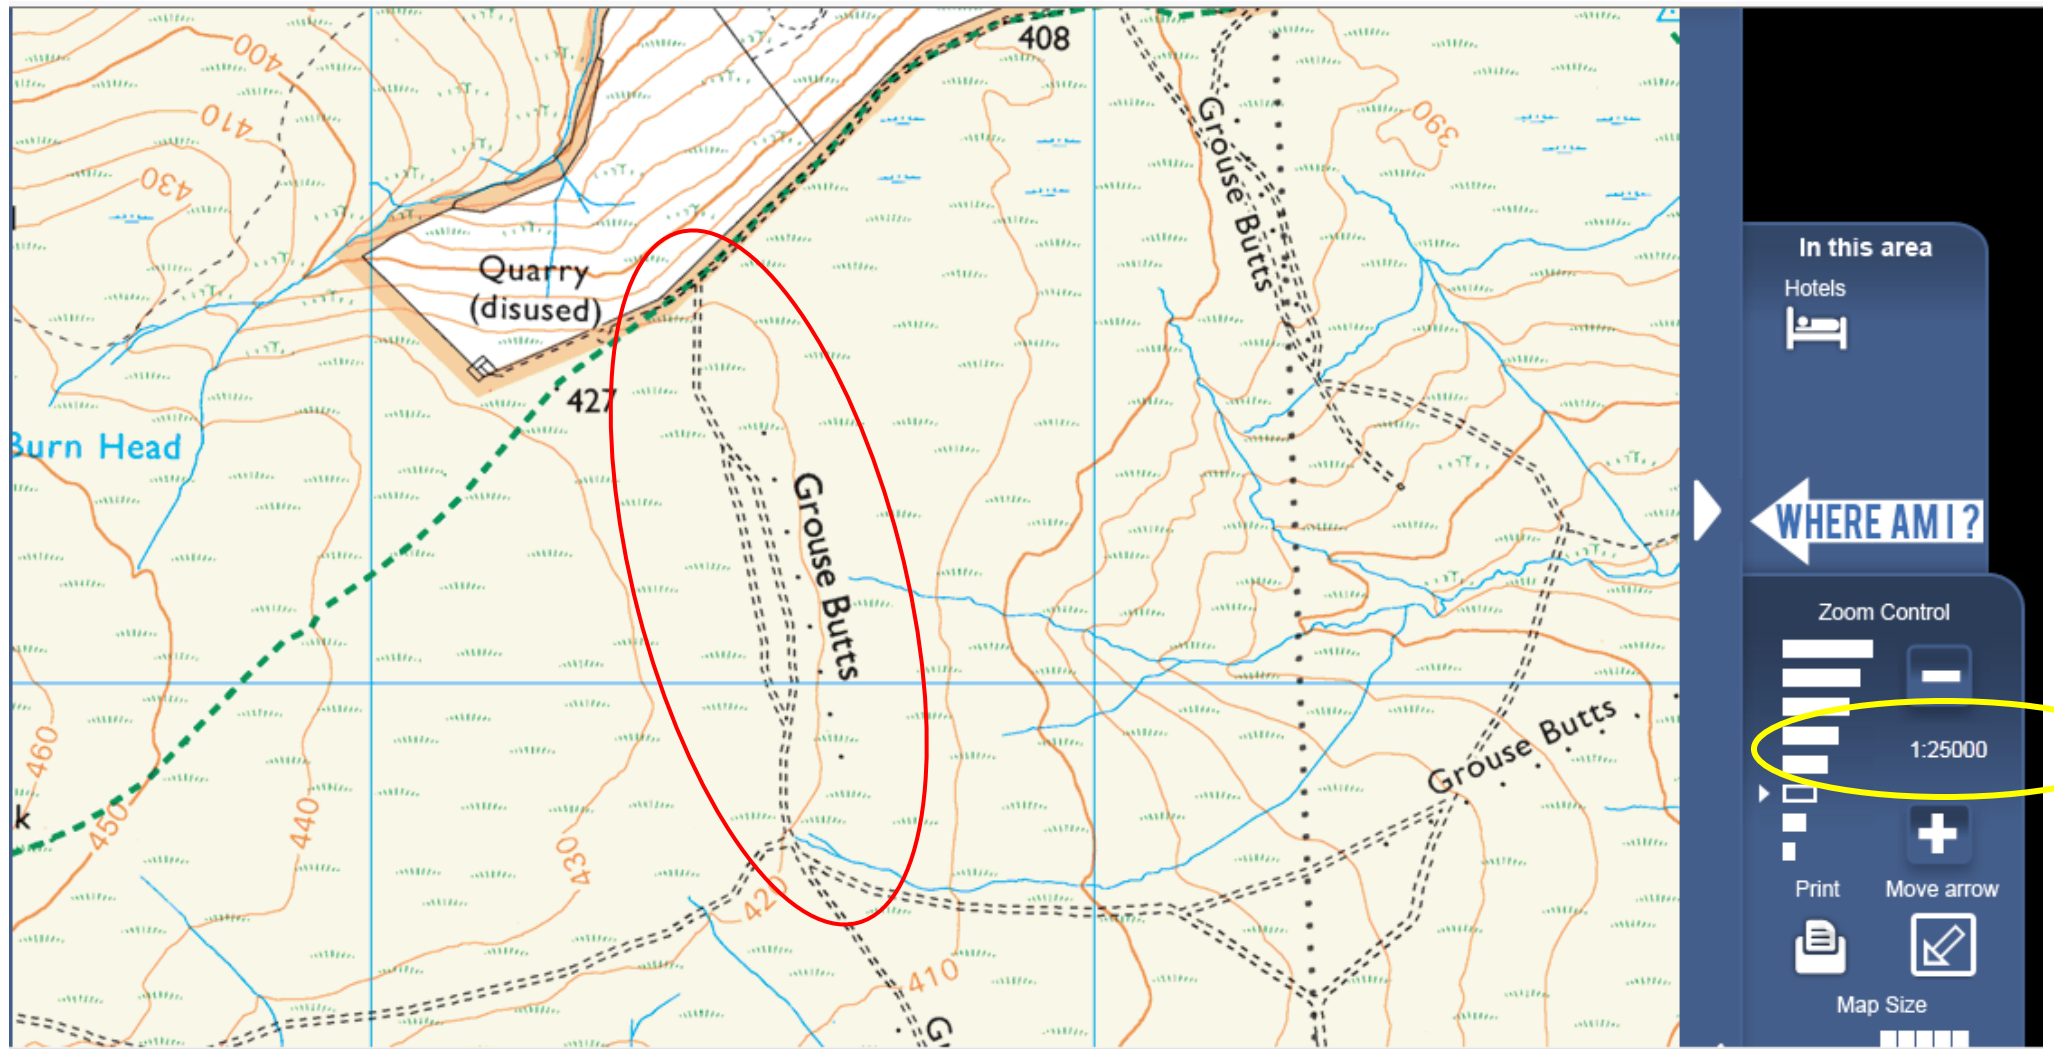 408
400
410
430
390
Grouse Butts
Quarry
(disused)
427
Burn Head
Grouse Butts
Grouse Butts
460
450
440
430
420
410
k
In this area
Hotels
WHERE AM I ?
Zoom Control
1:25000
Print
Move arrow
Map Size